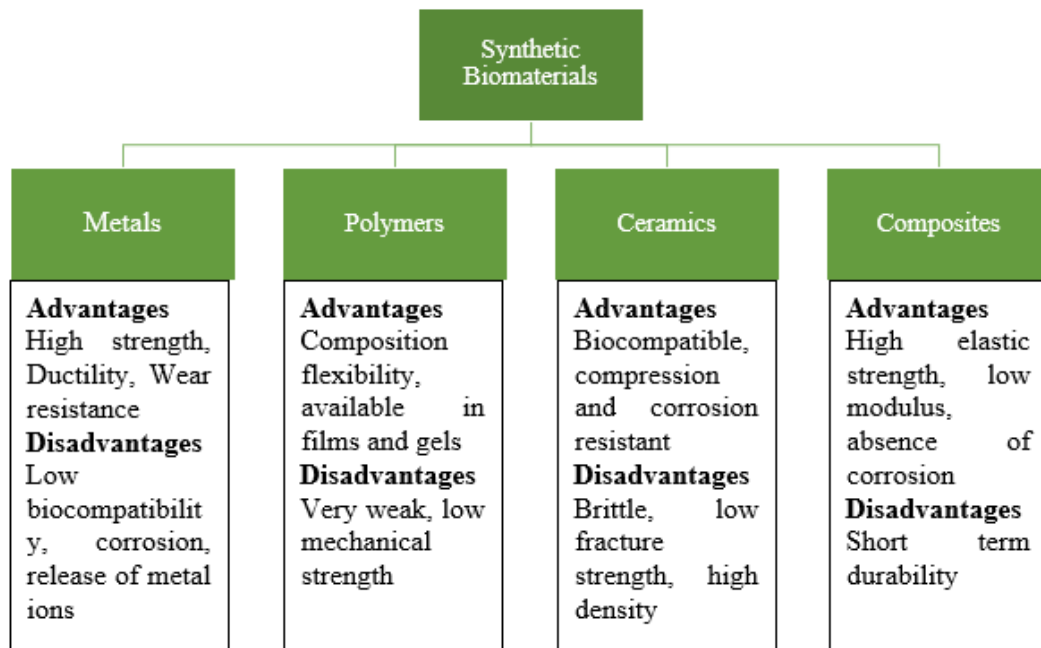 Synthetic
Biomaterials
Metals
Polymers
Ceramics
Composites
Advantages
High strength,
Ductility, Wear
resistance
Disadvantages
Low
biocompatibilit
y, corrosion,
release of metal
ions
Advantages
Composition
flexibility,
available in
films and gels
Disadvantages
Very weak, low
mechanical
strength
Advantages
Biocompatible,
compression
and corrosion
resistant
Disadvantages
Brittle, low
fracture
strength, high
density
Advantages
High elastic
strength, low
modulus,
absence of
corrosion
Disadvantages
Short term
durability